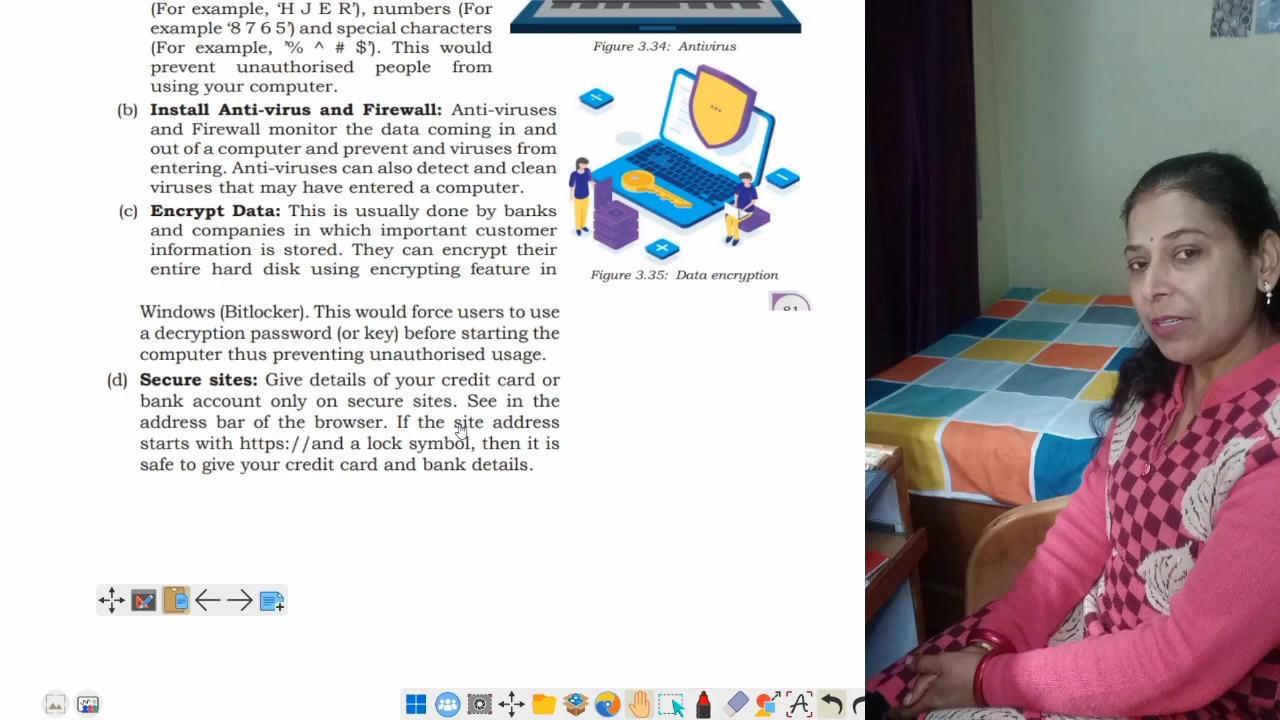 (For example, 'H J E R'), numbers (For
example '8 7 6 5') and special characters
(For example, '% ^ # $'). This would
prevent unauthorised people from
using your computer.
Figure 3.34: Antivirus
(b) Install Anti-virus and Firewall: Anti-viruses
and Firewall monitor the data coming in and
out of a computer and prevent and viruses from
entering. Anti-viruses can also detect and clean
viruses that may have entered a computer.
(c) Encrypt Data: This is usually done by banks
and companies in which important customer
information is stored. They can encrypt their
entire hard disk using encrypting feature in
Figure 3.35: Data encryption
Windows (Bitlocker). This would force users to use
a decryption password (or key) before starting the
computer thus preventing unauthorised usage.
(d) Secure sites: Give details of your credit card or
bank account only on secure sites. See in the
address bar of the browser. If the site address
starts with https://and a lock symbol, then it is
safe to give your credit card and bank details.